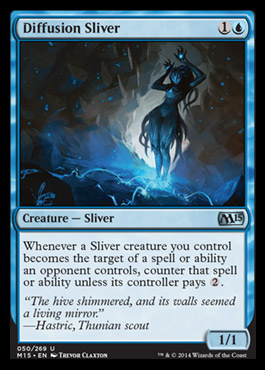 Diffusion Sliver 1
Creature — Sliver M15
Whenever a Sliver creature you control
becomes the target of a spell or ability
an opponent controls, counter that spell
or ability unless its controller pays 2.
“The hive shimmered, and its walls seemed
a living mirror.”
—Hastric, Thunian scout
1/1
050/269 U
M15 • EN TREVOR CLAXTON ™ & © 2014 Wizards of the Coast